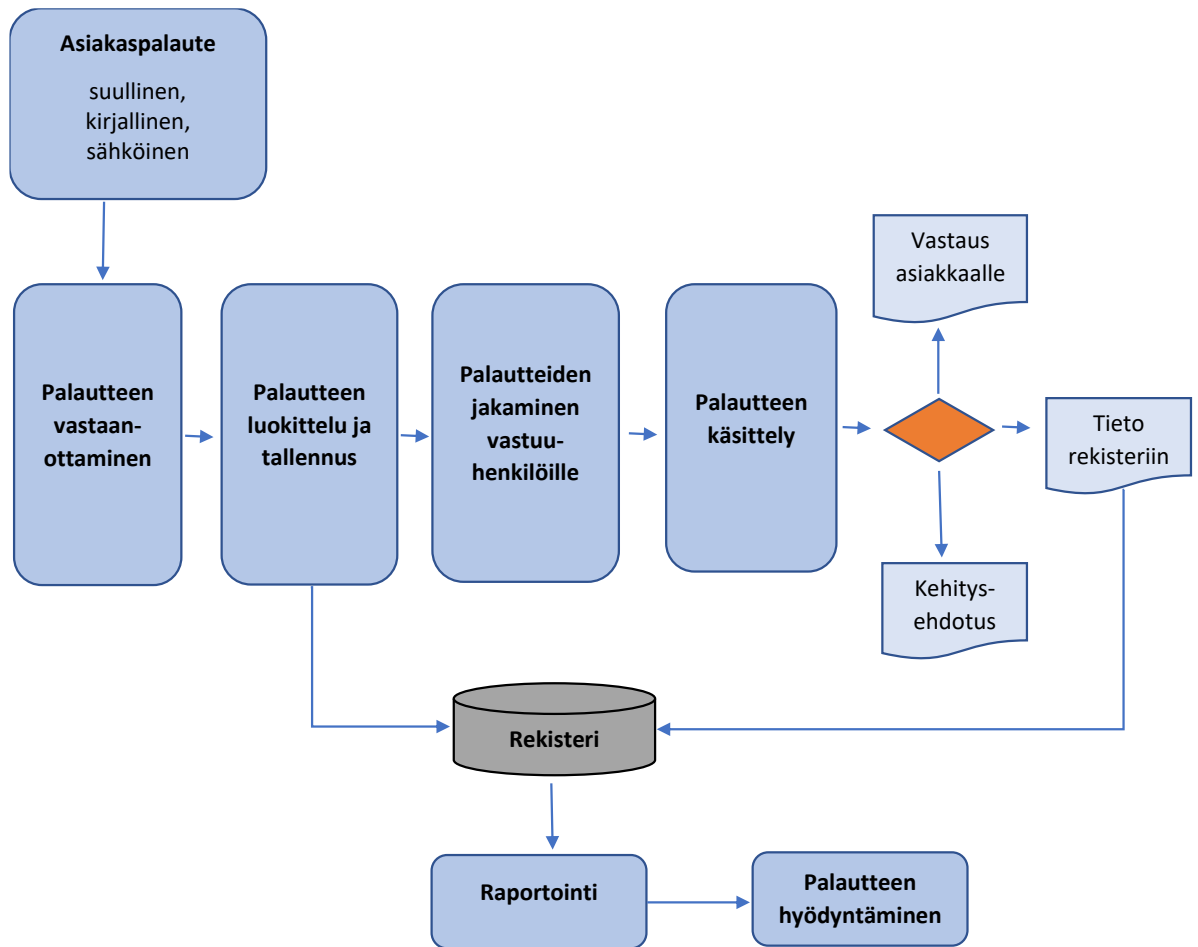 Asiakaspalaute
suullinen,
kirjallinen,
sähköinen
Vastaus
asiakkaalle
Palautteen
vastaan-
ottaminen
Palautteen
luokittelu ja
tallennus
Palautteiden
jakaminen
vastuu-
henkilöille
Palautteen
käsittely
Tieto
rekisteriin
Kehitys-
ehdotus
Rekisteri
Raportointi
Palautteen
hyödyntäminen